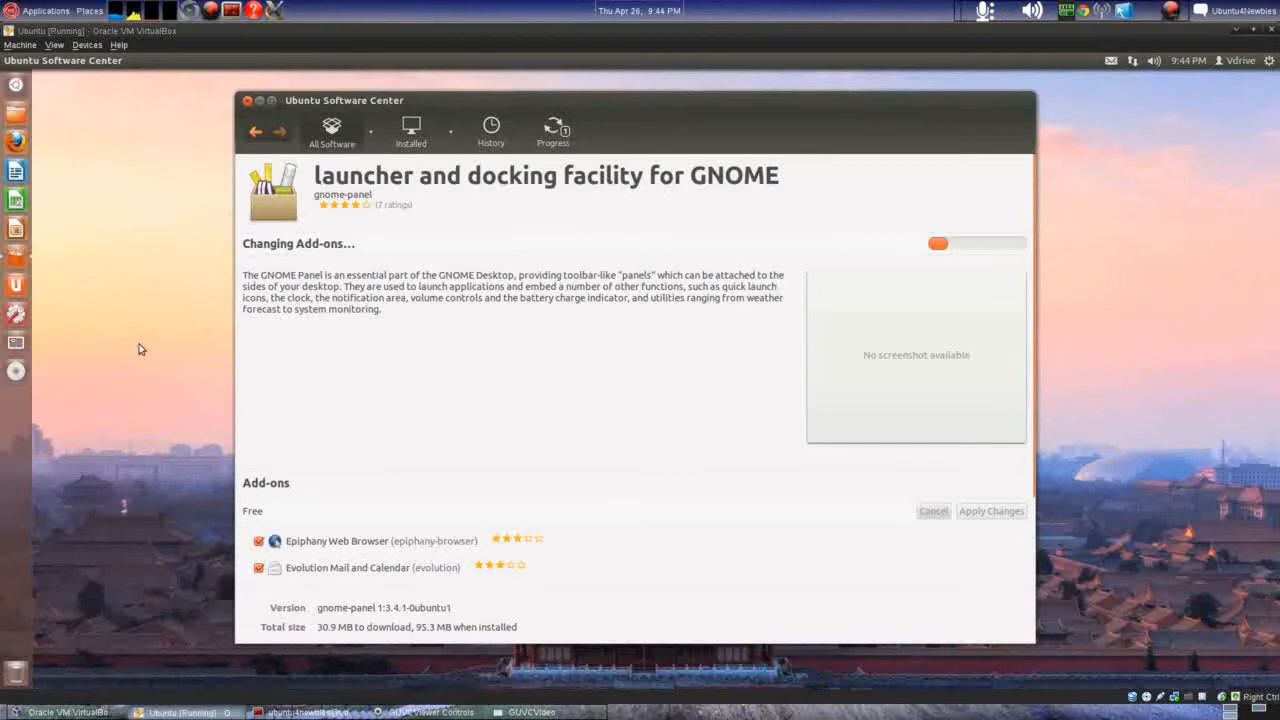 Applications Places
Thu Apr 26, 9:44 PM
Ubuntu4Newbies
Ubuntu [Running] - Oracle VM VirtualBox
Machine View Devices Help
Ubuntu Software Center
9:44 PM Vdrive
Ubuntu Software Center
All Software
Installed
History
Progress
1
launcher and docking facility for GNOME
gnome-panel
(7 ratings)
Changing Add-ons...
The GNOME Panel is an essential part of the GNOME Desktop, providing toolbar-like "panels" which can be attached to the
sides of your desktop. They are used to launch applications and embed a number of other functions, such as quick launch
icons, the clock, the notification area, volume controls and the battery charge indicator, and utilities ranging from weather
forecast to system monitoring.
No screenshot available
Add-ons
Free
Cancel Apply Changes
Epiphany Web Browser (epiphany-browser)
Evolution Mail and Calendar (evolution)
Version gnome-panel 1:3.4.1-0ubuntu1
Total size 30.9 MB to download, 95.3 MB when installed
Right Ctrl
Oracle VM VirtualBo
Ubuntu [Running] - O
GUVCViewer Controls
GUVCVideo